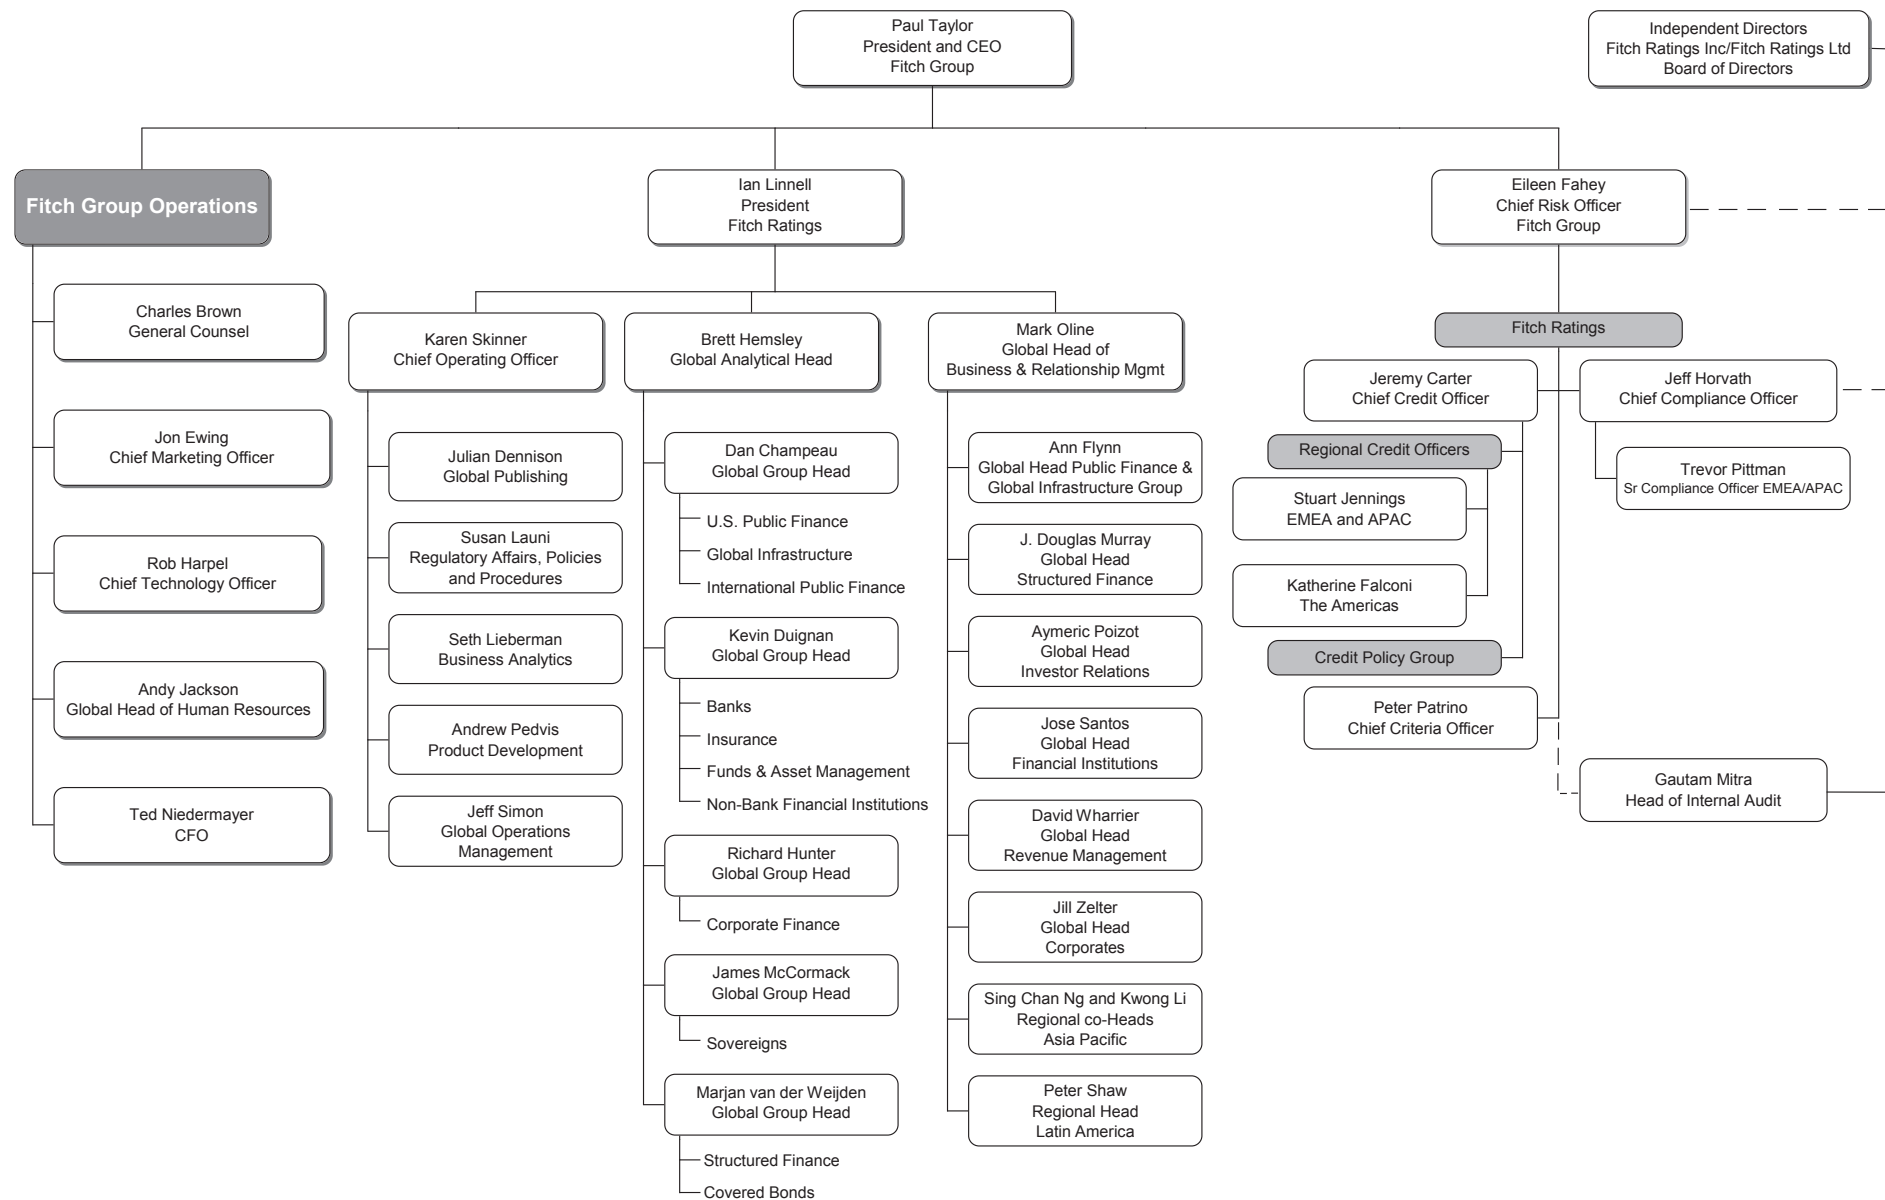 Paul Taylor
President and CEO
Fitch Group
Independent Directors
Fitch Ratings Inc/Fitch Ratings Ltd
Board of Directors
Fitch Group Operations
Ian Linnell
President
Fitch Ratings
Eileen Fahey
Chief Risk Officer
Fitch Group
Charles Brown
General Counsel
Jon Ewing
Chief Marketing Officer
Rob Harpel
Chief Technology Officer
Andy Jackson
Global Head of Human Resources
Ted Niedermayer
CFO
Karen Skinner
Chief Operating Officer
Julian Dennison
Global Publishing
Susan Launi
Regulatory Affairs, Policies
and Procedures
Seth Lieberman
Business Analytics
Andrew Pedvis
Product Development
Jeff Simon
Global Operations
Management
Brett Hemsley
Global Analytical Head
Dan Champeau
Global Group Head
U.S. Public Finance
Global Infrastructure
International Public Finance
Kevin Duignan
Global Group Head
Banks
Insurance
Funds & Asset Management
Non-Bank Financial Institutions
Richard Hunter
Global Group Head
Corporate Finance
James McCormack
Global Group Head
Sovereigns
Marjan van der Weijden
Global Group Head
Structured Finance
Covered Bonds
Mark Oline
Global Head of
Business & Relationship Mgmt
Ann Flynn
Global Head Public Finance &
Global Infrastructure Group
J. Douglas Murray
Global Head
Structured Finance
Aymeric Poizot
Global Head
Investor Relations
Jose Santos
Global Head
Financial Institutions
David Wharrier
Global Head
Revenue Management
Jill Zelter
Global Head
Corporates
Sing Chan Ng and Kwong Li
Regional co-Heads
Asia Pacific
Peter Shaw
Regional Head
Latin America
Fitch Ratings
Jeremy Carter
Chief Credit Officer
Jeff Horvath
Chief Compliance Officer
Regional Credit Officers
Trevor Pittman
Sr Compliance Officer EMEA/APAC
Stuart Jennings
EMEA and APAC
Katherine Falconi
The Americas
Credit Policy Group
Peter Patrino
Chief Criteria Officer
Gautam Mitra
Head of Internal Audit